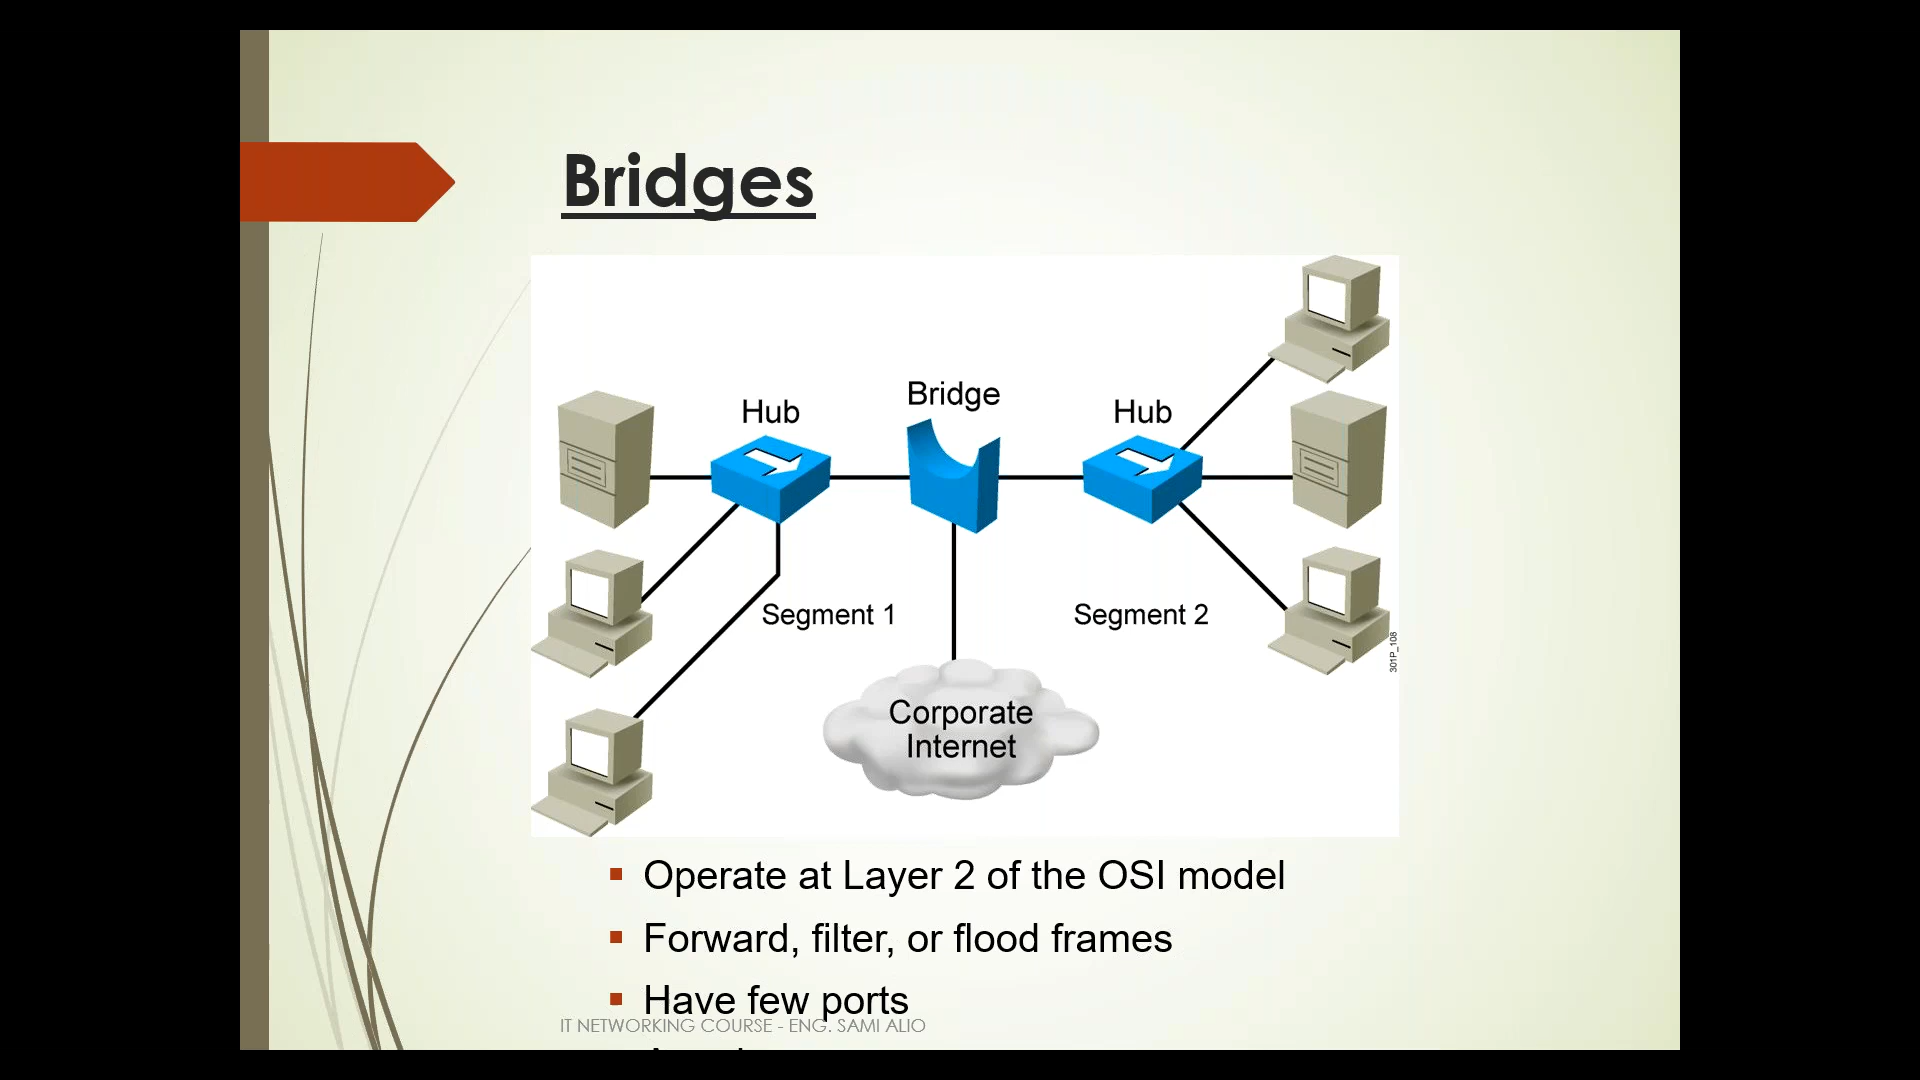 Bridges
Hub
Bridge
Hub
Segment 1
Segment 2
301P_108
Corporate
Internet
Operate at Layer 2 of the OSI model
Forward, filter, or flood frames
Have few ports
IT NETWORKING COURSE - ENG. SAMI ALIO